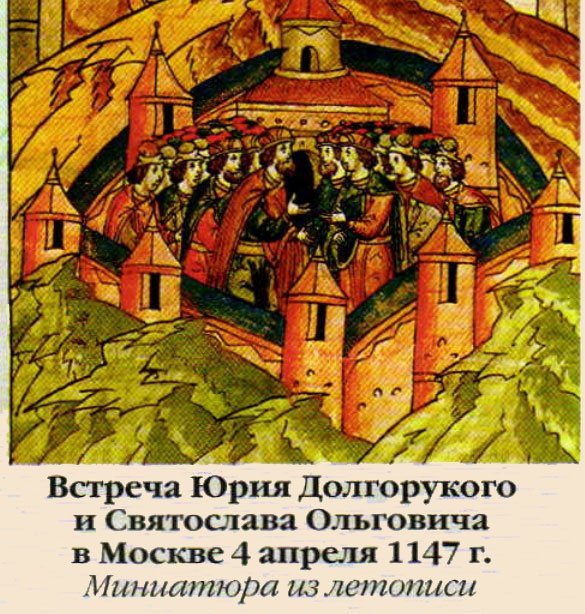 Встреча Юрия Долгорукого
и Святослава Ольговича
в Москве 4 апреля 1147 г.
Миниатюра из летописи